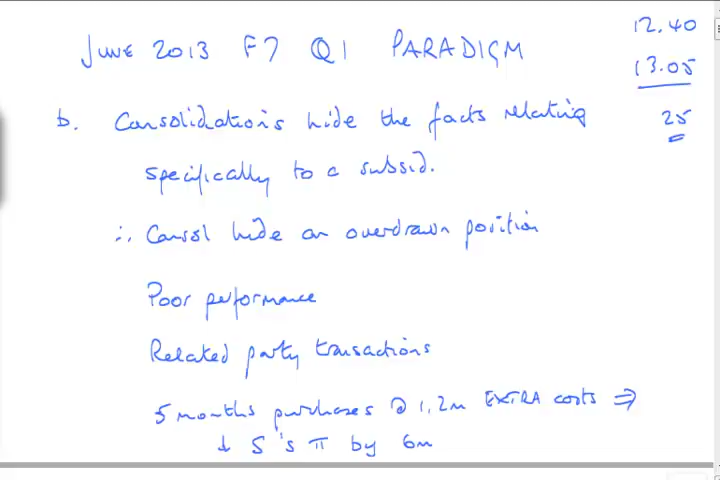 JUNE 2013 F7 Q1 PARADIGM
12.40
13.05
25
b. Consolidations hide the facts relating
specifically to a subsid.
∴ Consol hide an overdrawn position
Poor performance
Related party transactions
5 months purchases @ 1.2m EXTRA costs ⇒
↓ S's π by 6m